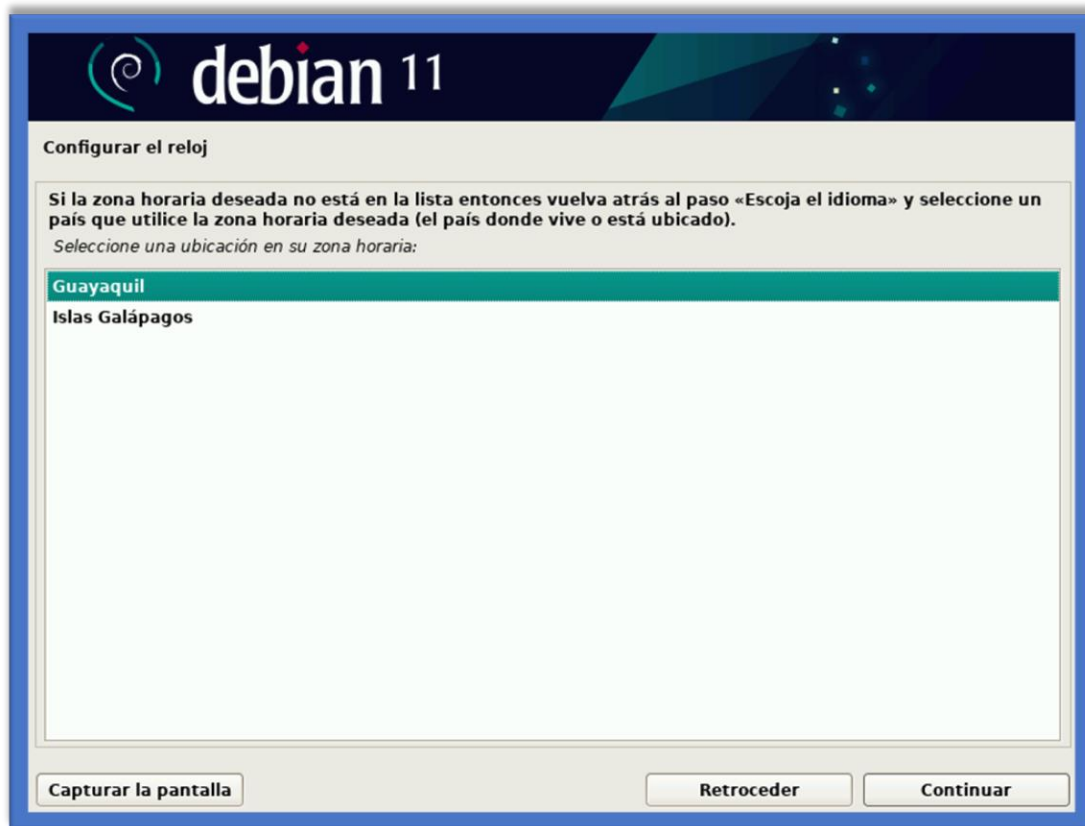 debian 11
Configurar el reloj
Si la zona horaria deseada no está en la lista entonces vuelva atrás al paso «Escoja el idioma» y seleccione un
país que utilice la zona horaria deseada (el país donde vive o está ubicado).
Seleccione una ubicación en su zona horaria:
Guayaquil
Islas Galápagos
Capturar la pantalla
Retroceder
Continuar